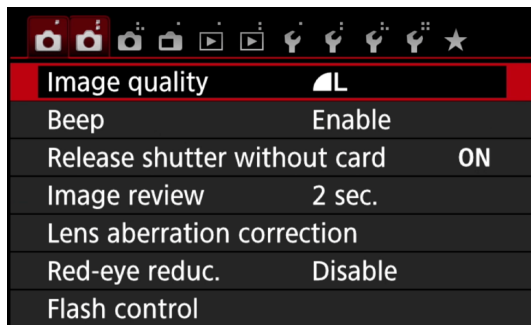 Image quality L
Beep Enable
Release shutter without card ON
Image review 2 sec.
Lens aberration correction
Red-eye reduc. Disable
Flash control